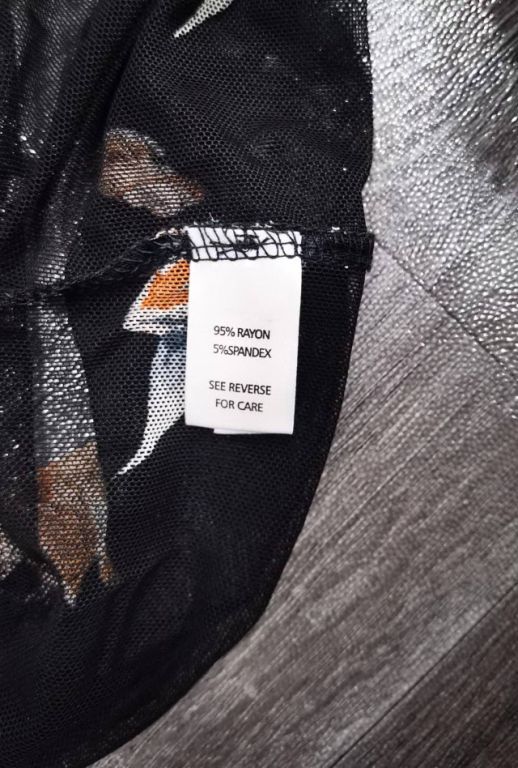 95% RAYON
5%SPANDEX
SEE REVERSE
FOR CARE